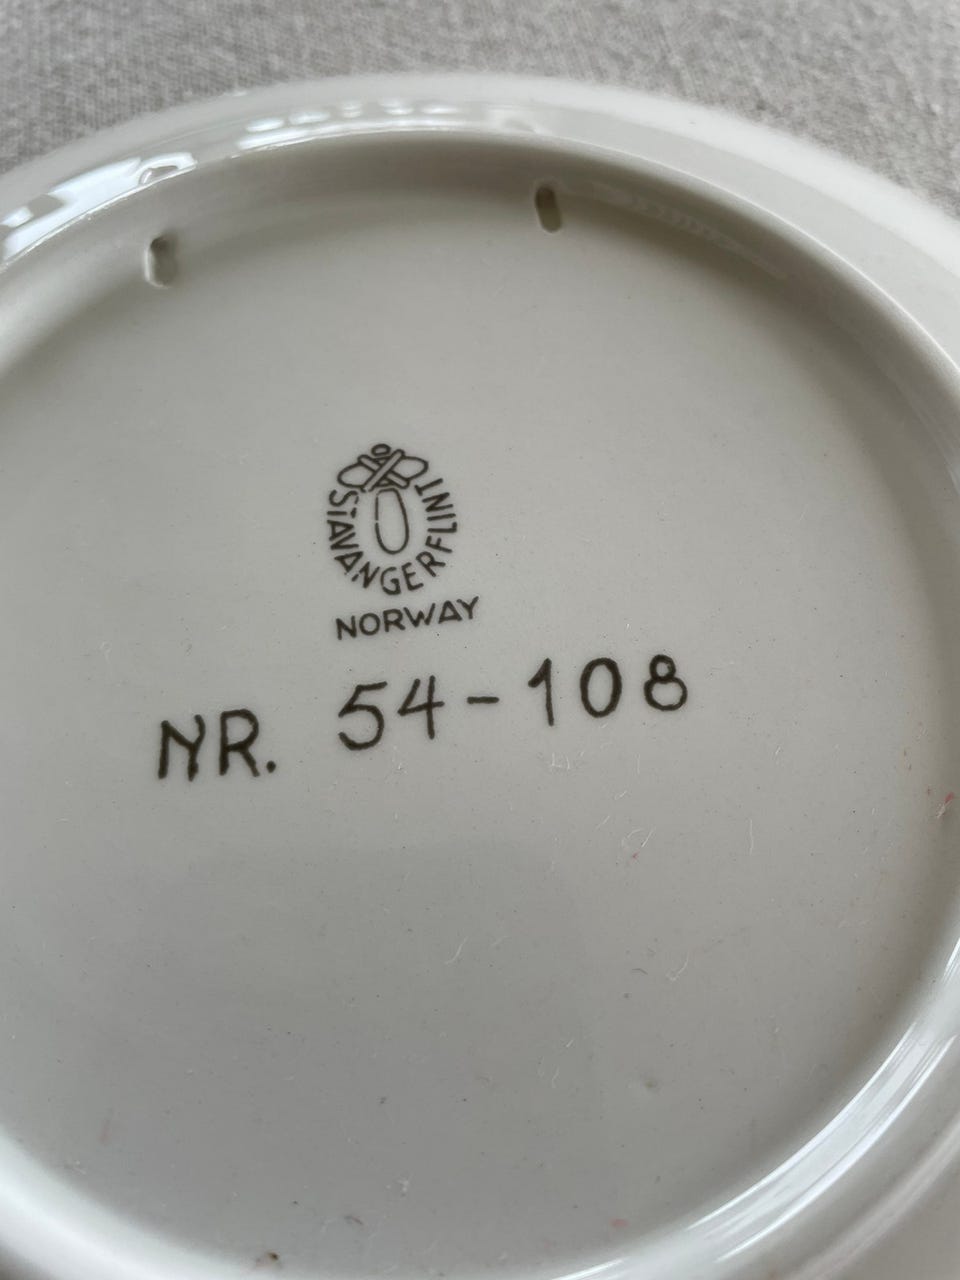 STAVANGERFLINT
NORWAY
NR. 54-108